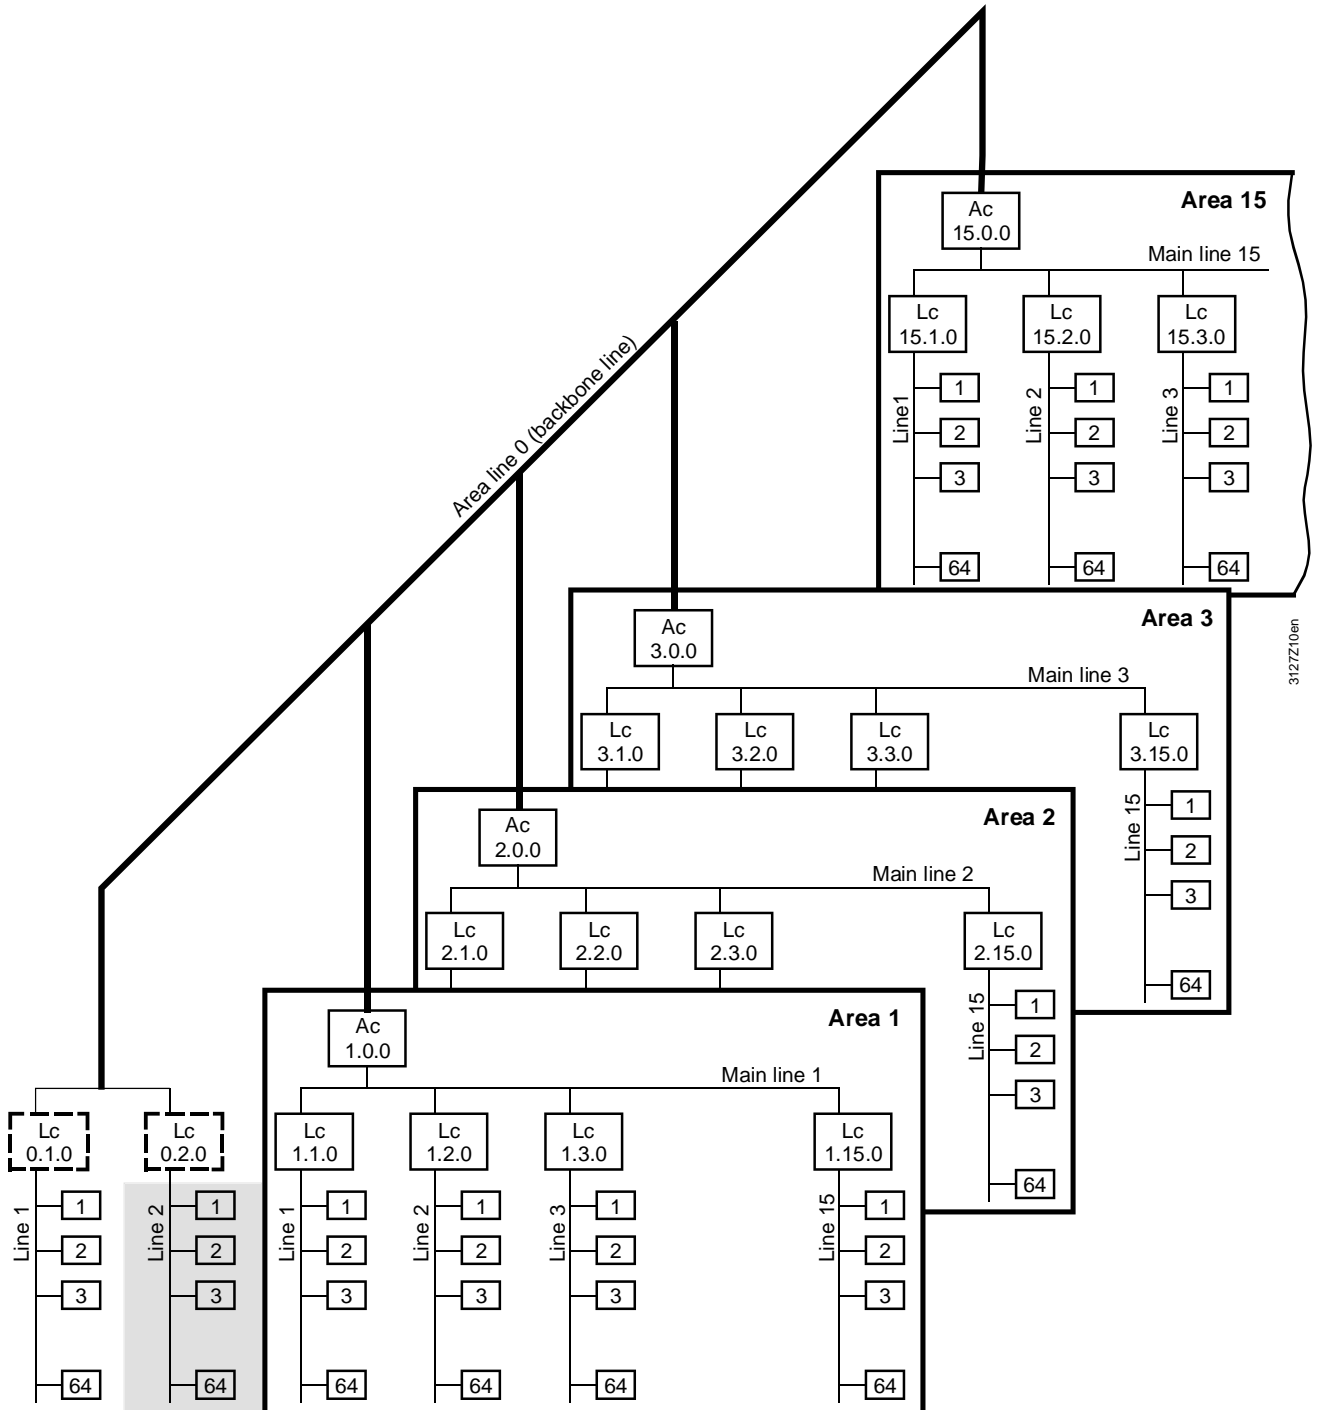 Area 15
Ac
15.0.0
Main line 15
Lc
15.1.0
Lc
15.2.0
Lc
15.3.0
Line1
1
2
3
64
Line 2
1
2
3
64
Line 3
1
2
3
64
Area line 0 (backbone line)
3127Z10en
Area 3
Ac
3.0.0
Main line 3
Lc
3.1.0
Lc
3.2.0
Lc
3.3.0
Lc
3.15.0
Line 15
1
2
3
64
Area 2
Ac
2.0.0
Main line 2
Lc
2.1.0
Lc
2.2.0
Lc
2.3.0
Lc
2.15.0
Line 15
1
2
3
64
Area 1
Ac
1.0.0
Main line 1
Lc
0.1.0
Lc
0.2.0
Lc
1.1.0
Lc
1.2.0
Lc
1.3.0
Lc
1.15.0
Line 1
1
2
3
64
Line 2
1
2
3
64
Line 1
1
2
3
64
Line 2
1
2
3
64
Line 3
1
2
3
64
Line 15
1
2
3
64